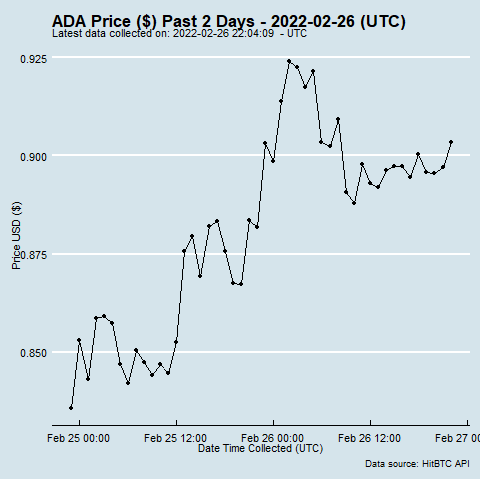 ADA Price ($) Past 2 Days - 2022-02-26 (UTC)
Latest data collected on: 2022-02-26 22:04:09 - UTC
0.925
0.900
0.875
0.850
Price USD ($)
Feb 25 00:00 Feb 25 12:00 Feb 26 00:00 Feb 26 12:00 Feb 27 00
Date Time Collected (UTC)
Data source: HitBTC API